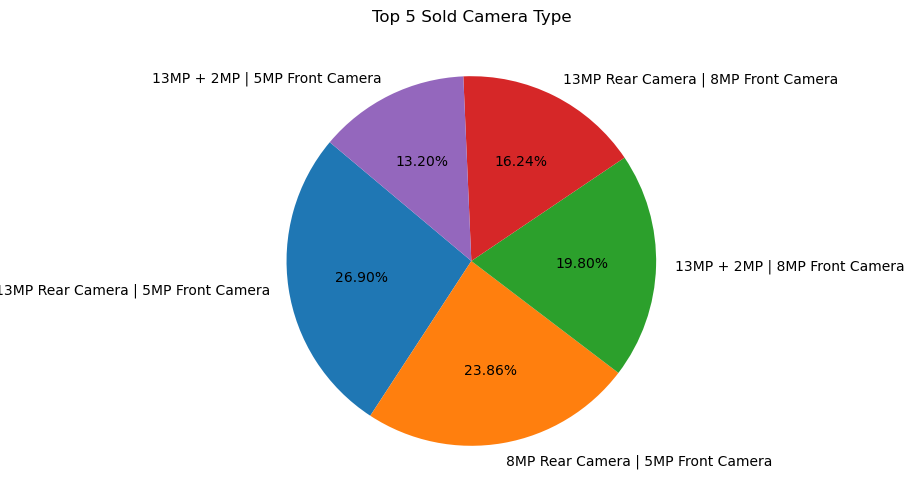 Top 5 Sold Camera Type
13MP + 2MP | 5MP Front Camera
13MP Rear Camera | 8MP Front Camera
13.20%
16.24%
19.80%
13MP + 2MP | 8MP Front Camera
26.90%
13MP Rear Camera | 5MP Front Camera
23.86%
8MP Rear Camera | 5MP Front Camera